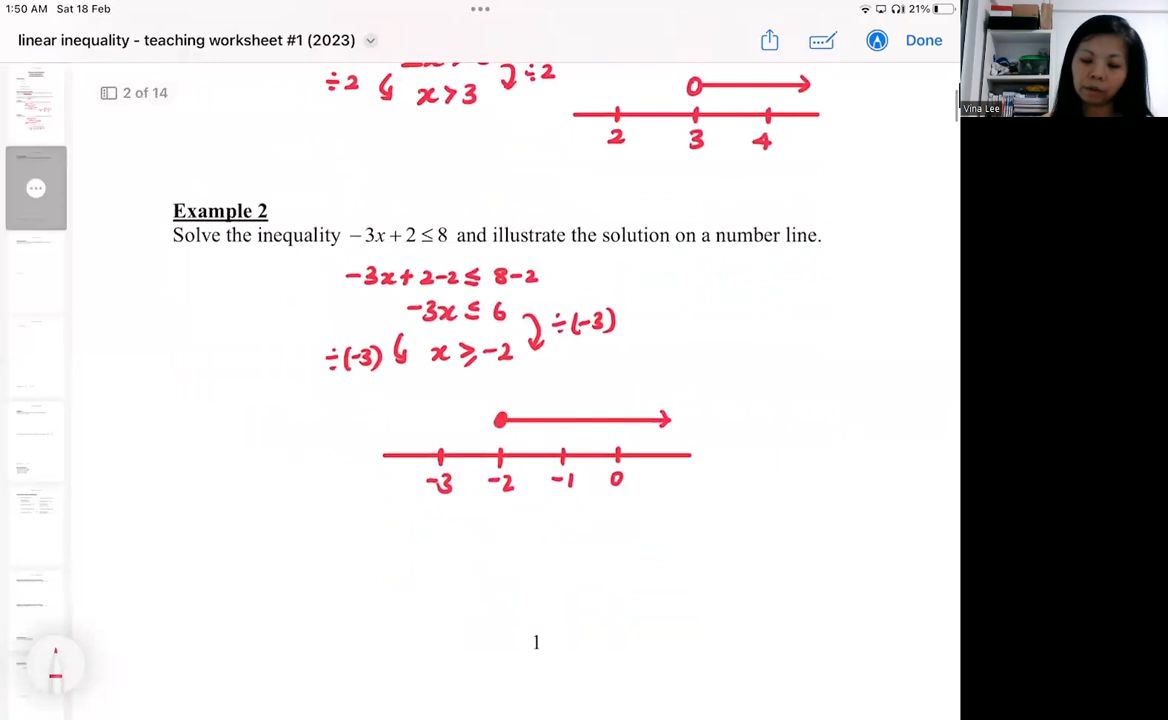 1:50 AM Sat 18 Feb
21%
linear inequality - teaching worksheet #1 (2023)
Done
2 of 14
÷2 x > 3 ÷2
2 3 4
Vina Lee
Example 2
Solve the inequality −3x + 2 ≤ 8 and illustrate the solution on a number line.
-3x + 2 - 2 ≤ 8 - 2
-3x ≤ 6
÷(-3)
÷(-3) x ≥ -2
-3 -2 -1 0
1